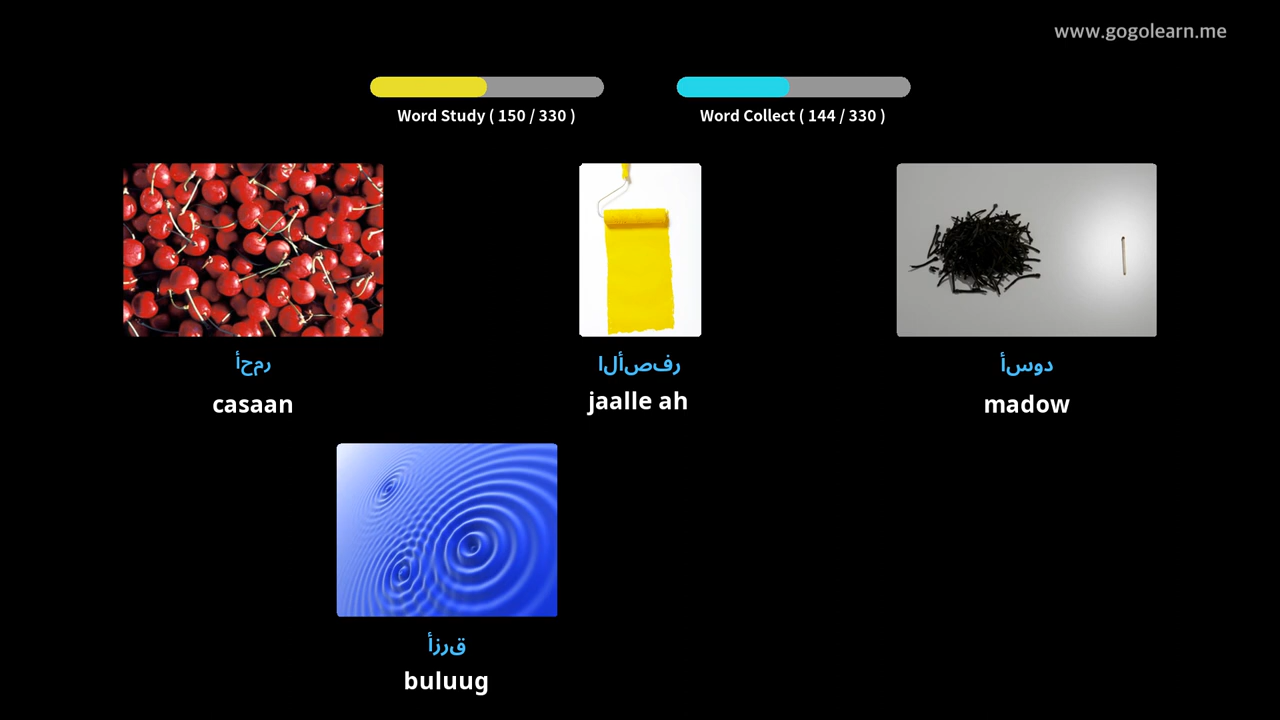 www.gogolearn.me
Word Study ( 150 / 330 )
Word Collect ( 144 / 330 )
رمحأ
casaan
رفصألا
jaalle ah
دوسأ
madow
قرزأ
buluug